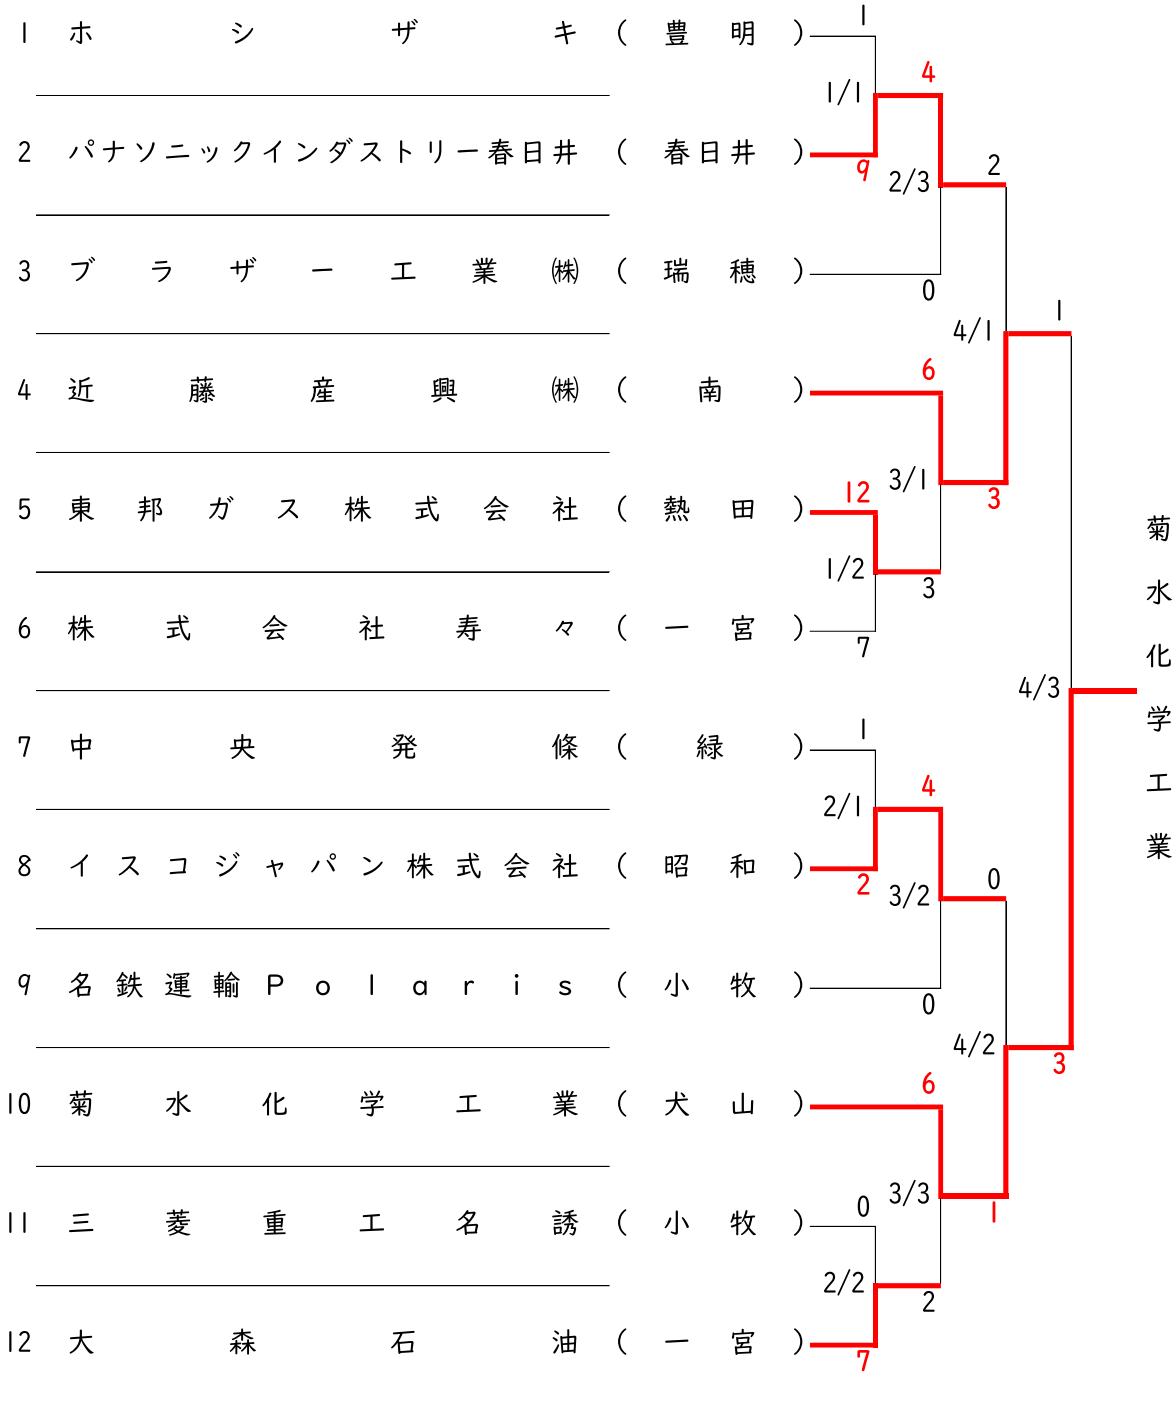 1 ホシザキ (豊明)
2 パナソニックインダストリー春日井 (春日井)
3 ブラザー工業㈱ (瑞穂)
4 近藤産興㈱ (南)
5 東邦ガス株式会社 (熱田)
6 株式会社寿々 (一宮)
7 中央発條 (緑)
8 イスコジャパン株式会社 (昭和)
9 名鉄運輸Polaris (小牧)
10 菊水化学工業 (犬山)
11 三菱重工名誘 (小牧)
12 大森石油 (一宮)
1
1/1
9
4
2/3
0
12
1/2
7
6
3/1
3
2
4/1
3
1
2/1
2
4
3/2
0
0
2/2
7
6
3/3
2
0
4/2
1
1
4/3
3
菊水化学工業